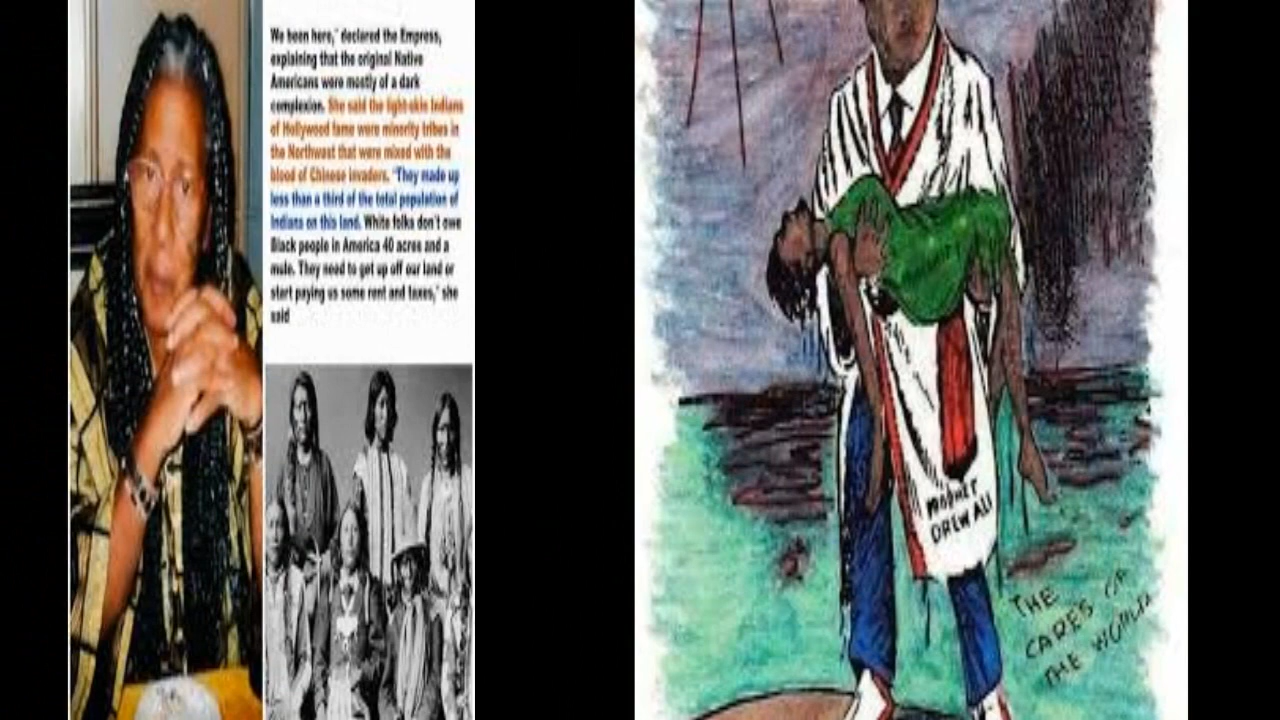 We been here,' declared the Empress,
explaining that the original Native
Americans were mostly of a dark
complexion. She said the light-skin Indians
of Hollywood fame were minority tribes in
the Northwest that were mixed with the
blood of Chinese invaders. "They made up
less than a third of the total population of
Indians on this land. White folks don't owe
Black people in America 40 acres and a
mule. They need to get up off our land or
start paying us some rent and taxes,' she
said
DREW ALI
THE
CARES OF
THE WORLD